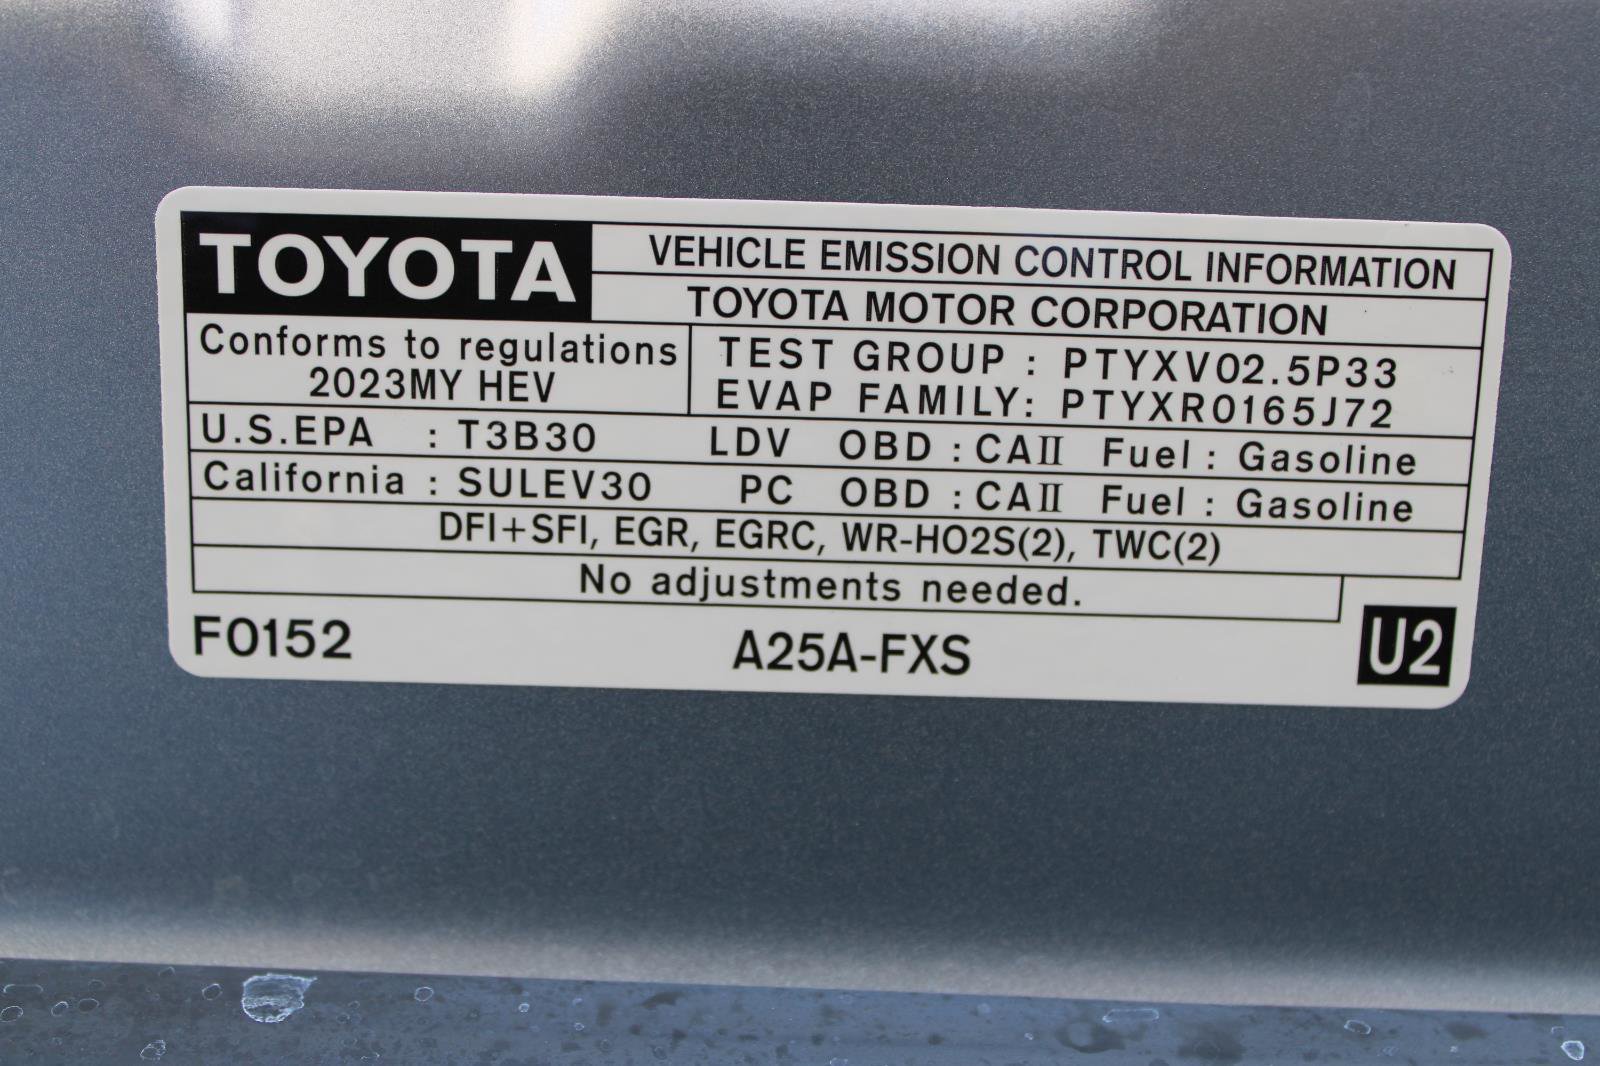 TOYOTA
VEHICLE EMISSION CONTROL INFORMATION
TOYOTA MOTOR CORPORATION
Conforms to regulations
2023MY HEV
TEST GROUP : PTYXV02.5P33
EVAP FAMILY: PTYXR0165J72
U.S.EPA : T3B30 LDV OBD : CAⅡ Fuel : Gasoline
California : SULEV30 PC OBD : CAⅡ Fuel : Gasoline
DFI+SFI, EGR, EGRC, WR-HO2S(2), TWC(2)
No adjustments needed.
F0152 A25A-FXS U2